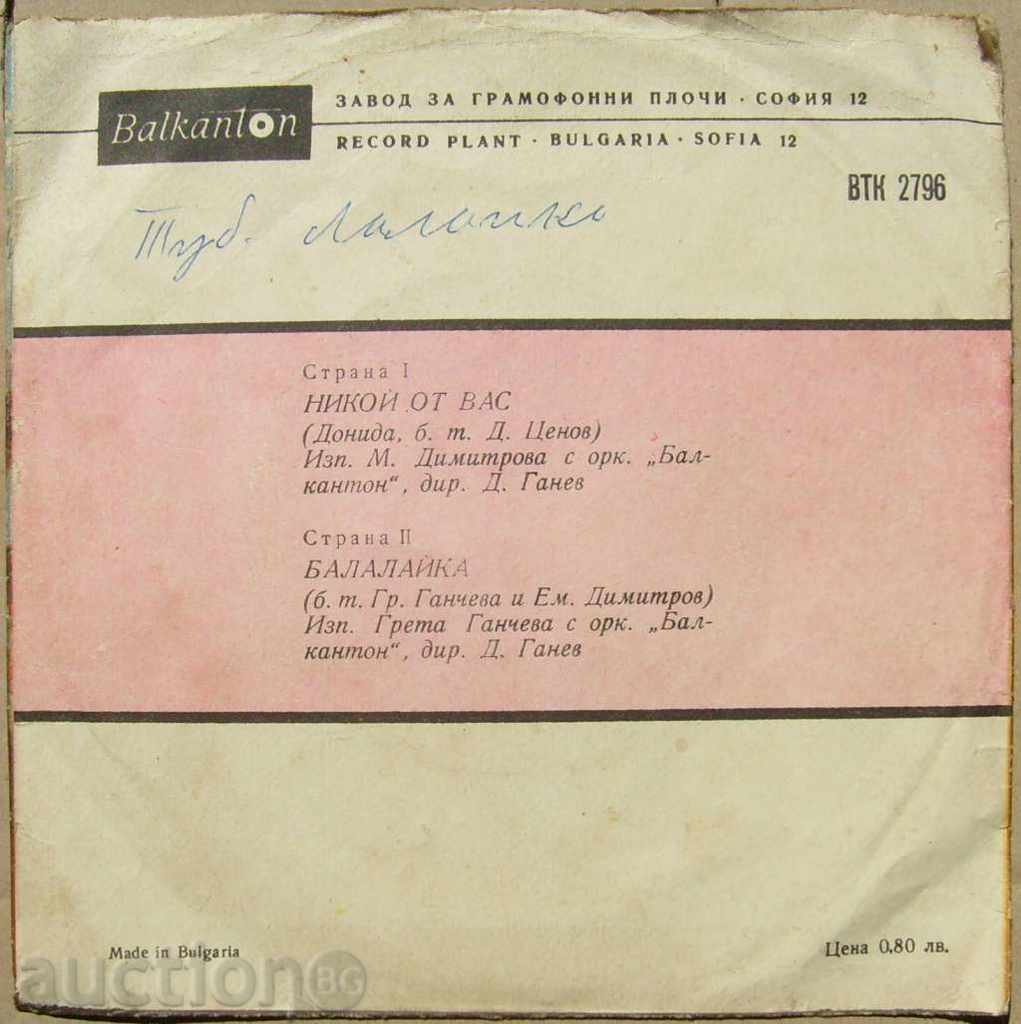 Balkanton
ЗАВОД ЗА ГРАМОФОННИ ПЛОЧИ · СОФИЯ 12
RECORD PLANT · BULGARIA · SOFIA 12
ВТК 2796
Страна I
НИКОЙ ОТ ВАС
(Донида, б. т. Д. Ценов)
Изп. М. Димитрова с орк. „Бал-
кантон“, дир. Д. Ганев
Страна II
БАЛАЛАЙКА
(б. т. Гр. Ганчева и Ем. Димитров)
Изп. Грета Ганчева с орк. „Бал-
кантон“, дир. Д. Ганев
Made in Bulgaria
Цена 0.80 лв.
auction BG